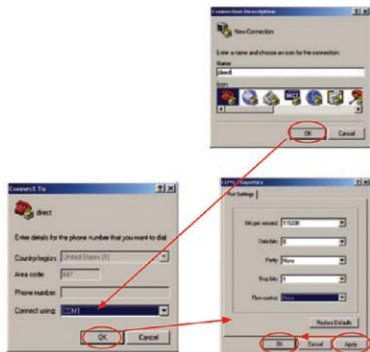 Connection Description
New Connection
Enter a name and choose an icon for the connection:
Name:
direct
Icon:
OK
Cancel
Connect To
direct
Enter details for the phone number that you want to dial:
Country/region:
United States (1)
Area code:
Phone number:
Connect using:
COM1
OK
Cancel
COM1 Properties
Port Settings
Bits per second:
115200
Data bits:
8
Parity:
None
Stop bits:
1
Flow control:
None
Restore Defaults
OK
Cancel
Apply